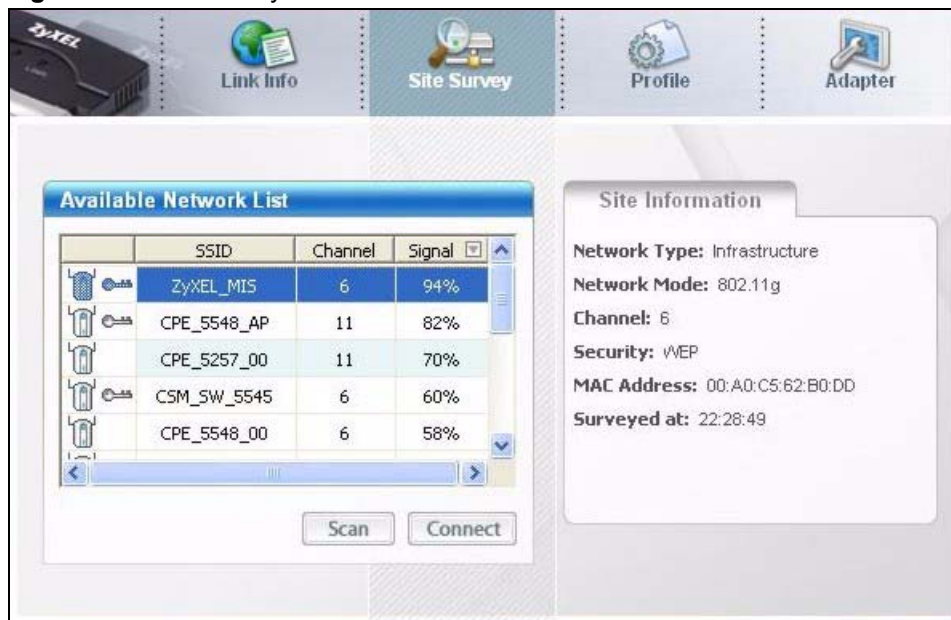 ZyXEL
Link Info
Site Survey
Profile
Adapter
Available Network List
SSID Channel Signal
ZyXEL_MIS 6 94%
CPE_5548_AP 11 82%
CPE_5257_00 11 70%
CSM_SW_5545 6 60%
CPE_5548_00 6 58%
Scan Connect
Site Information
Network Type: Infrastructure
Network Mode: 802.11g
Channel: 6
Security: WEP
MAC Address: 00:A0:C5:62:B0:DD
Surveyed at: 22:28:49